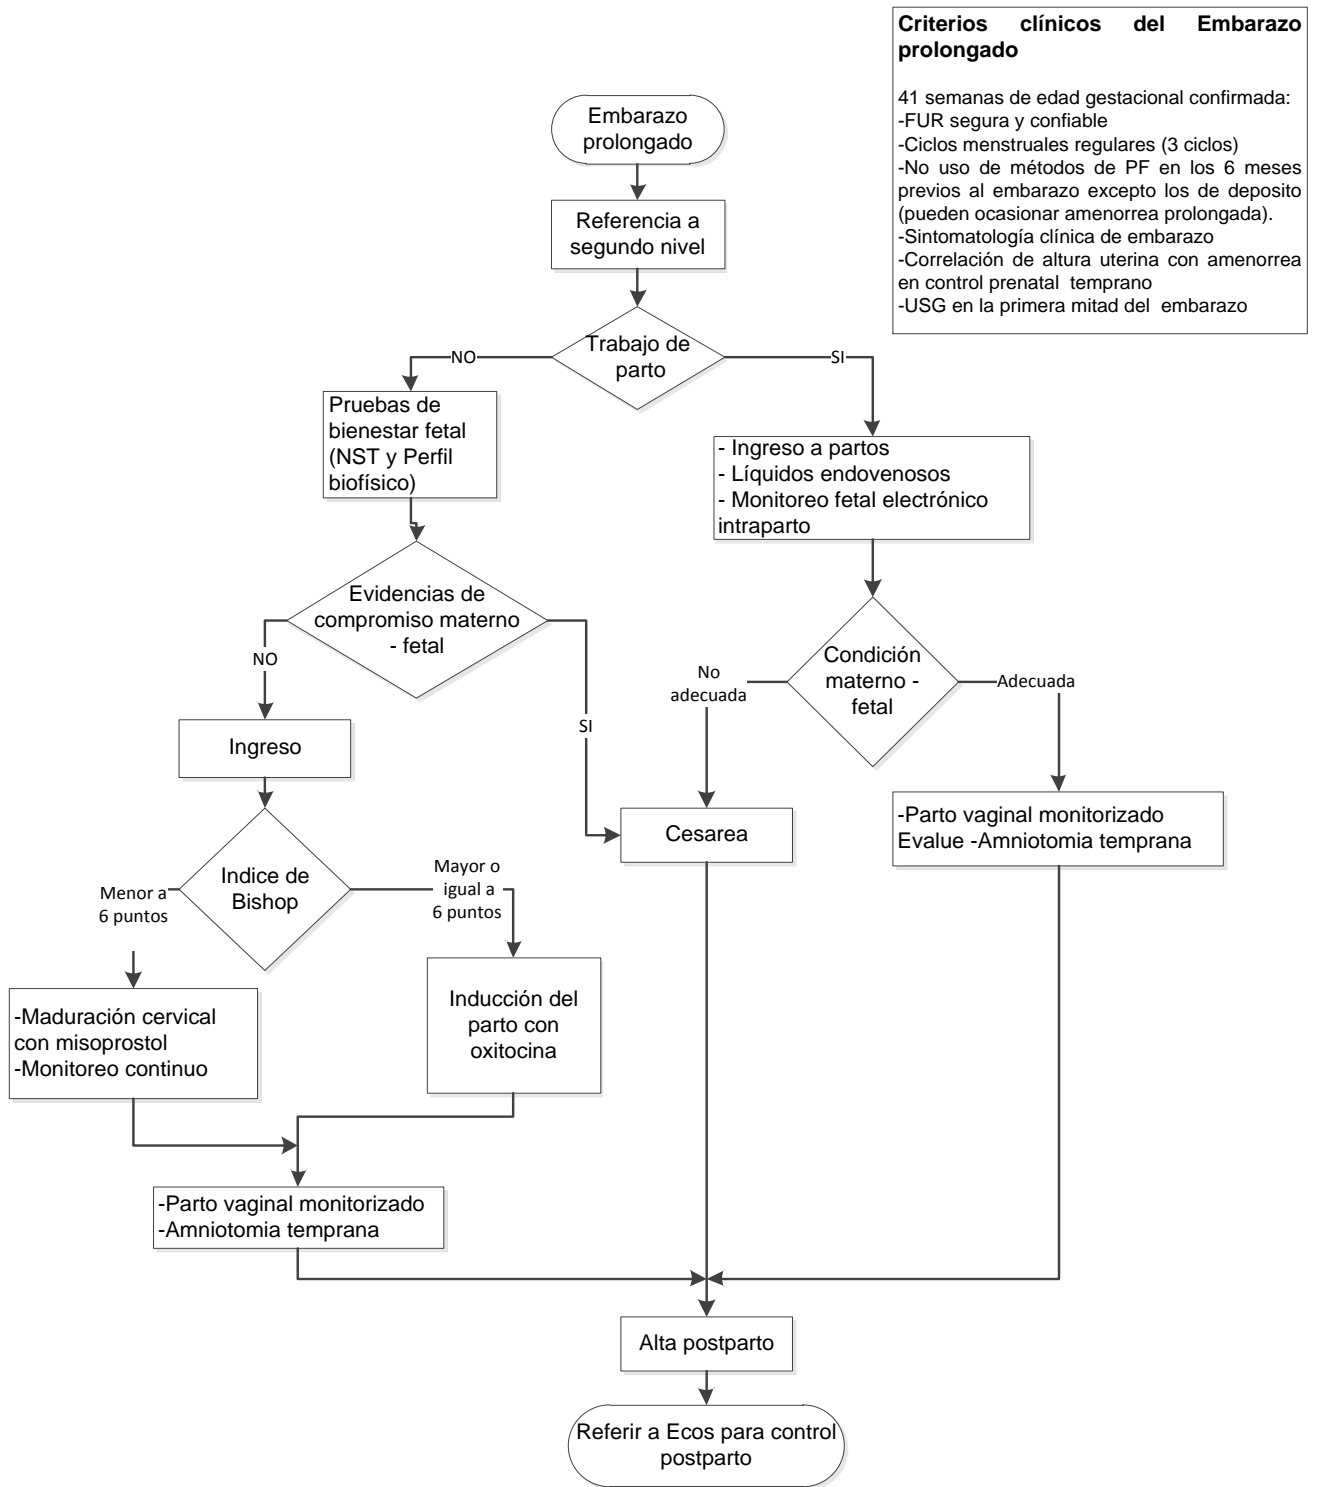 Criterios clínicos del Embarazo
prolongado
41 semanas de edad gestacional confirmada:
-FUR segura y confiable
-Ciclos menstruales regulares (3 ciclos)
-No uso de métodos de PF en los 6 meses
previos al embarazo excepto los de deposito
(pueden ocasionar amenorrea prolongada).
-Sintomatología clínica de embarazo
-Correlación de altura uterina con amenorrea
en control prenatal temprano
-USG en la primera mitad del embarazo
Embarazo
prolongado
Referencia a
segundo nivel
Trabajo de
parto
NO
SI
Pruebas de
bienestar fetal
(NST y Perfil
biofísico)
- Ingreso a partos
- Líquidos endovenosos
- Monitoreo fetal electrónico
intraparto
Evidencias de
compromiso materno
- fetal
NO
SI
Condición
materno -
fetal
No
adecuada
Adecuada
Ingreso
Cesarea
-Parto vaginal monitorizado
Evalue -Amniotomia temprana
Indice de
Bishop
Menor a
6 puntos
Mayor o
igual a
6 puntos
-Maduración cervical
con misoprostol
-Monitoreo continuo
Inducción del
parto con
oxitocina
-Parto vaginal monitorizado
-Amniotomia temprana
Alta postparto
Referir a Ecos para control
postparto